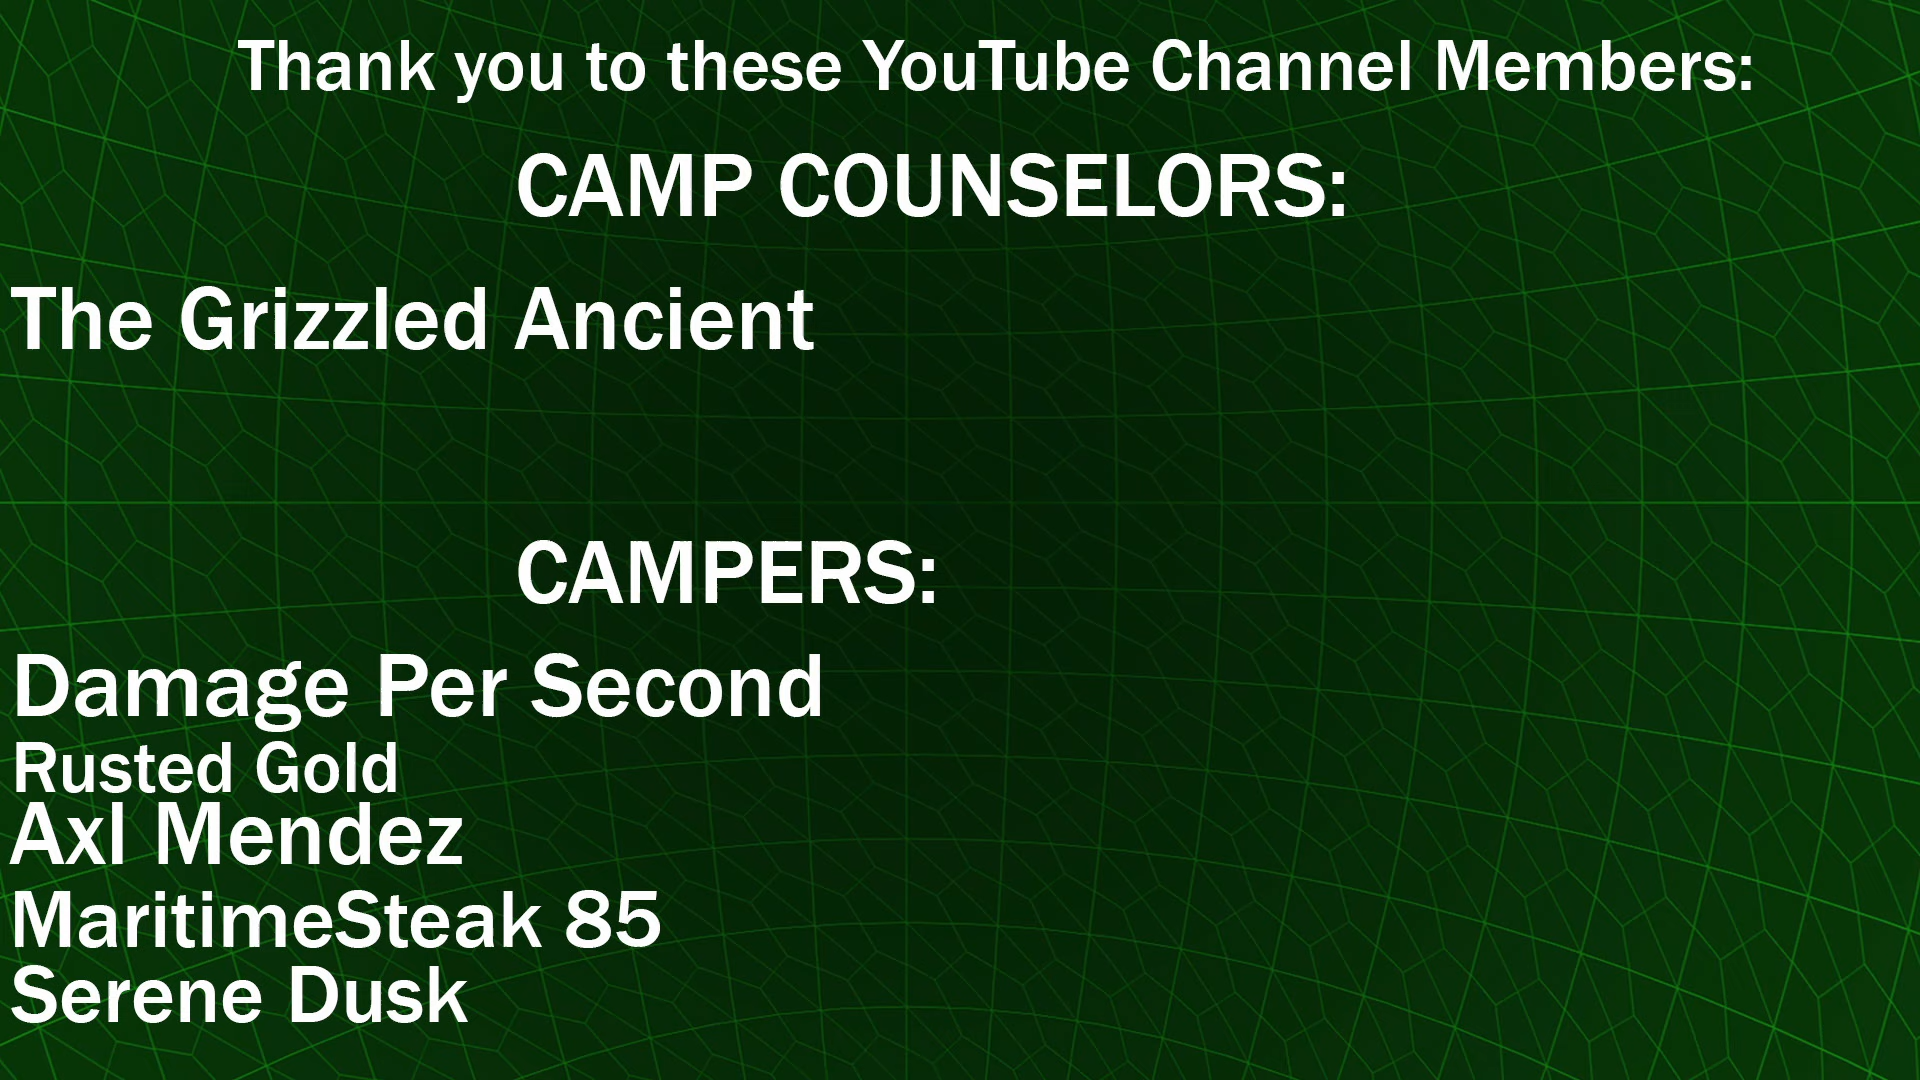 Thank you to these YouTube Channel Members:
CAMP COUNSELORS:
The Grizzled Ancient
CAMPERS:
Damage Per Second
Rusted Gold
Axl Mendez
MaritimeSteak 85
Serene Dusk